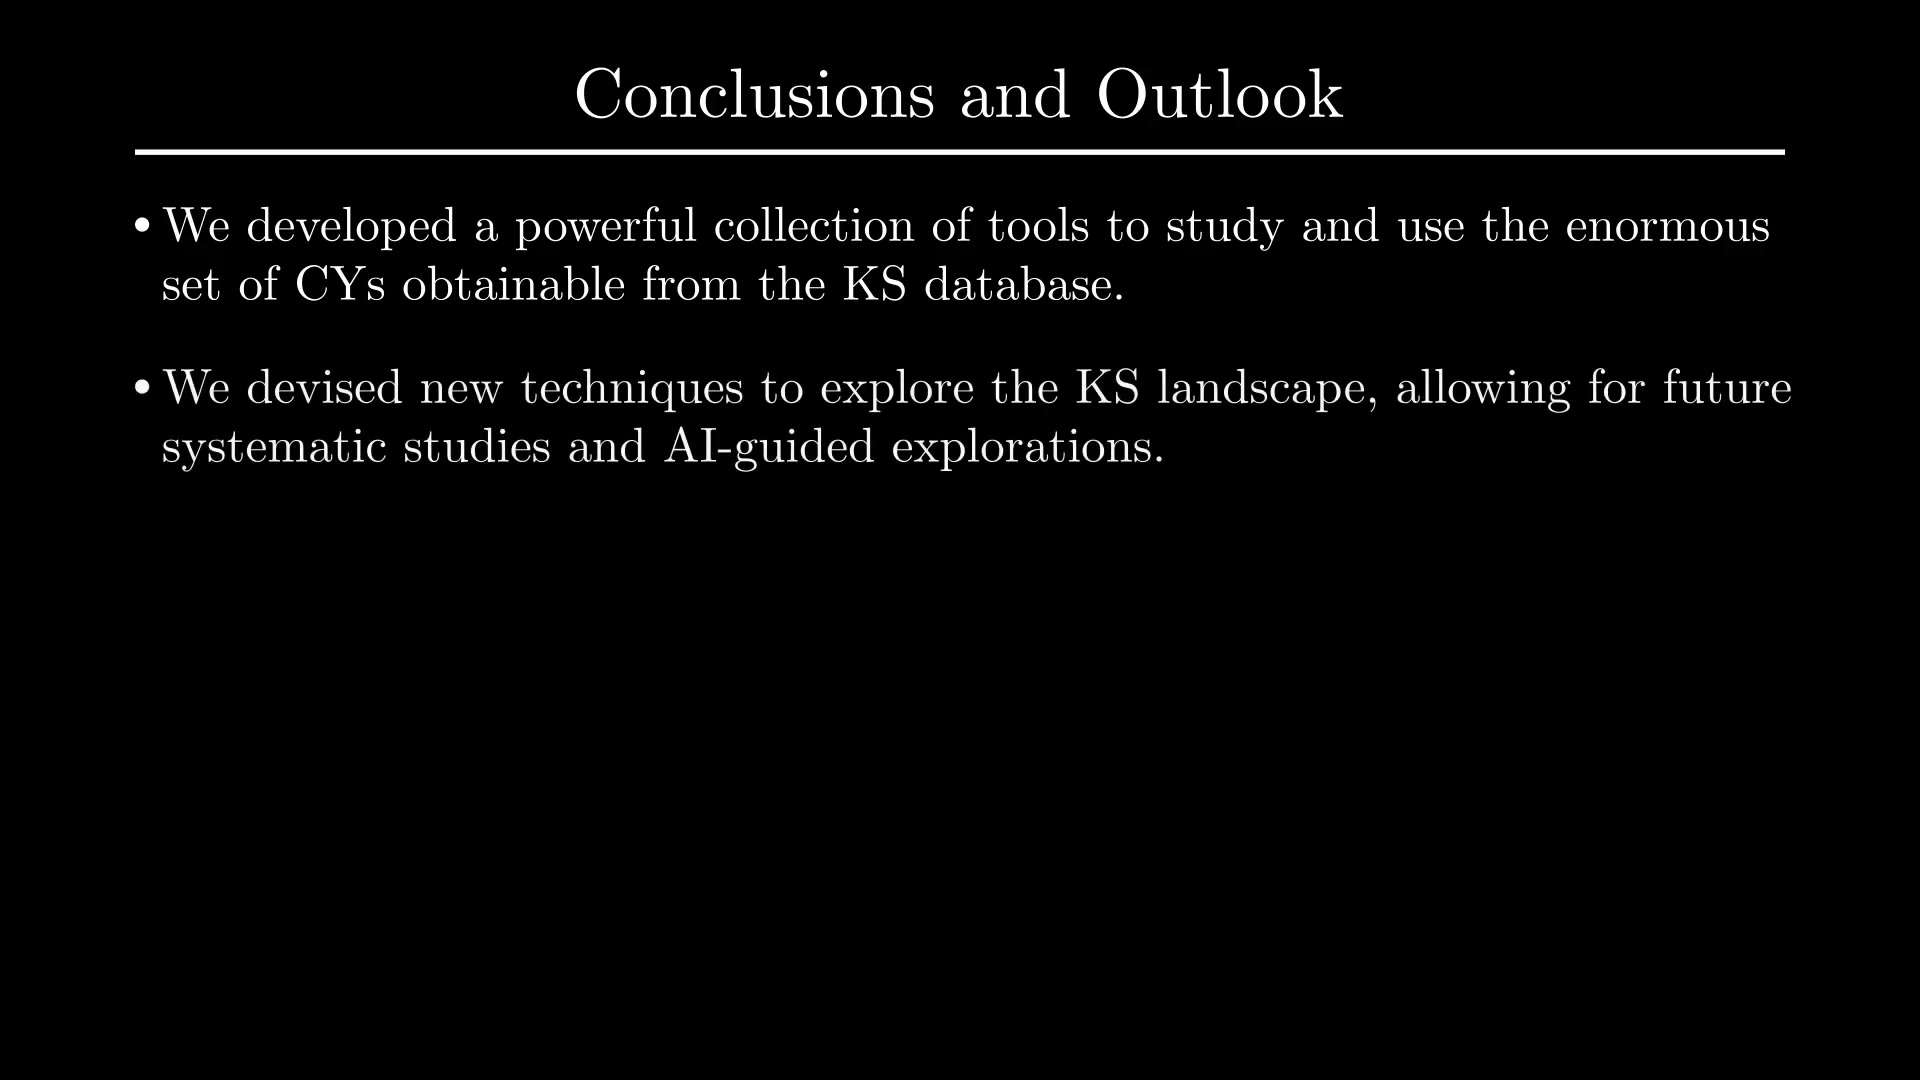 Conclusions and Outlook
• We developed a powerful collection of tools to study and use the enormous
set of CYs obtainable from the KS database.
• We devised new techniques to explore the KS landscape, allowing for future
systematic studies and AI-guided explorations.